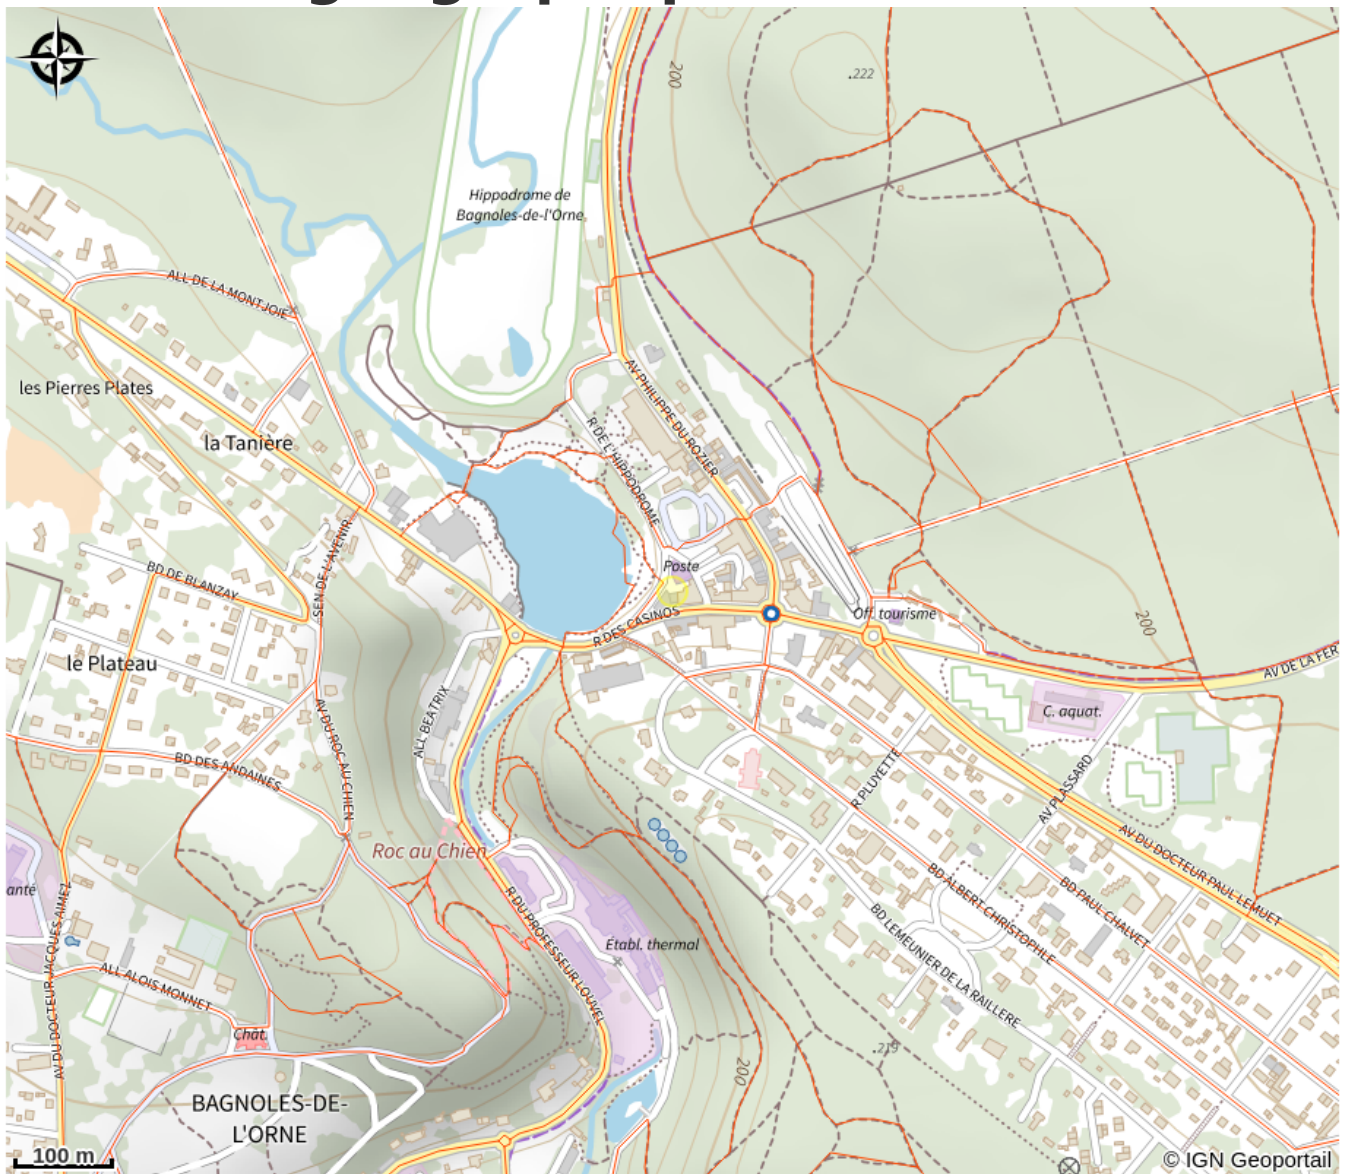 200
.222
Hippodrome de
Bagnoles-de-l'Orne
ALL DE LA MONTJOIE
les Pierres Plates
la Tanière
AV PHILIPPE DU ROZIER
R DE L'HIPPODROME
SEN DE L'AVENIR
BD DE BLANZAY
Poste
R DES CASINOS
Off. tourisme
200
le Plateau
AV DE LA FER
ALL BEATRIX
AV DU ROC AU CHIEN
C. aquat.
BD DES ANDAINES
R PLUYETTE
AV PLASSARD
Roc au Chien
AV DU DOCTEUR PAUL LEMUET
anté
BD ALBERT CHRISTOPHLE
BD PAUL CHALVET
R DU PROFESSEUR LOUVEL
Etabl. thermal
BD LEMEUNIER DE LA RAILLERE
AV DU DOCTEUR JACQUES AIMEZ
ALL ALOIS MONNET
Chât.
.219
200
BAGNOLES-DE-
L'ORNE
100 m
© IGN Geoportail